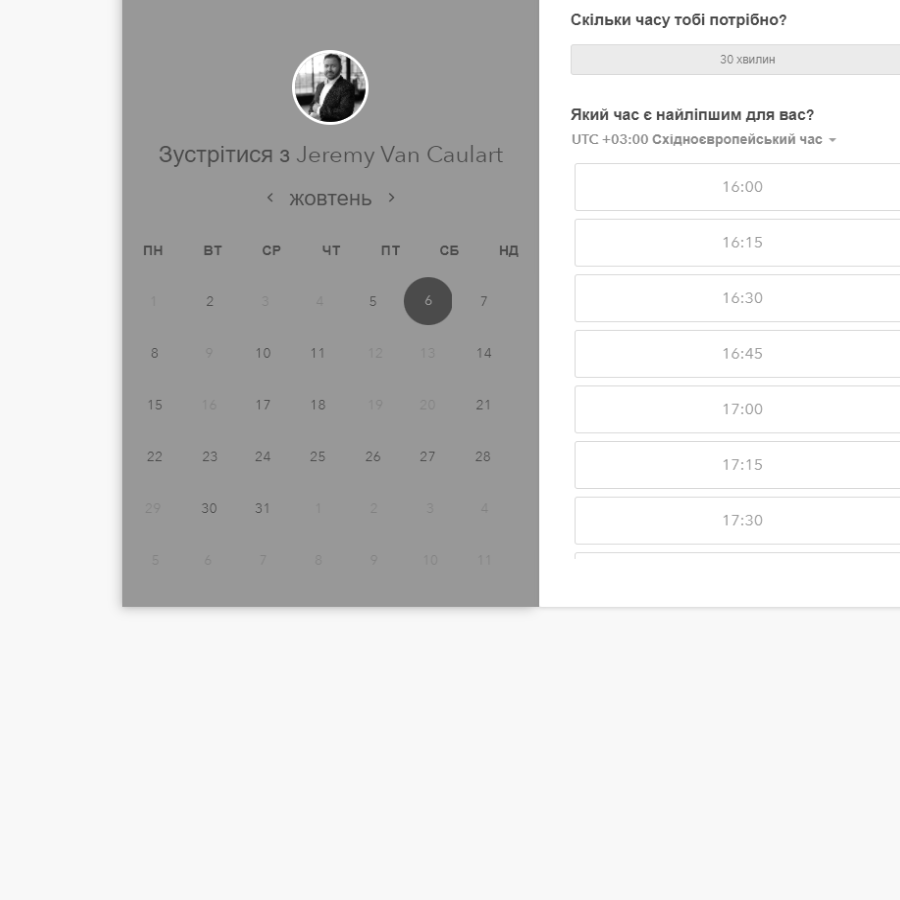 Зустрітися з Jeremy Van Caulart
‹ жовтень ›
ПН ВТ СР ЧТ ПТ СБ НД
1 2 3 4 5 6 7
8 9 10 11 12 13 14
15 16 17 18 19 20 21
22 23 24 25 26 27 28
29 30 31 1 2 3 4
5 6 7 8 9 10 11
Скільки часу тобі потрібно?
30 хвилин
Який час є найліпшим для вас?
UTC +03:00 Східноєвропейський час
16:00
16:15
16:30
16:45
17:00
17:15
17:30